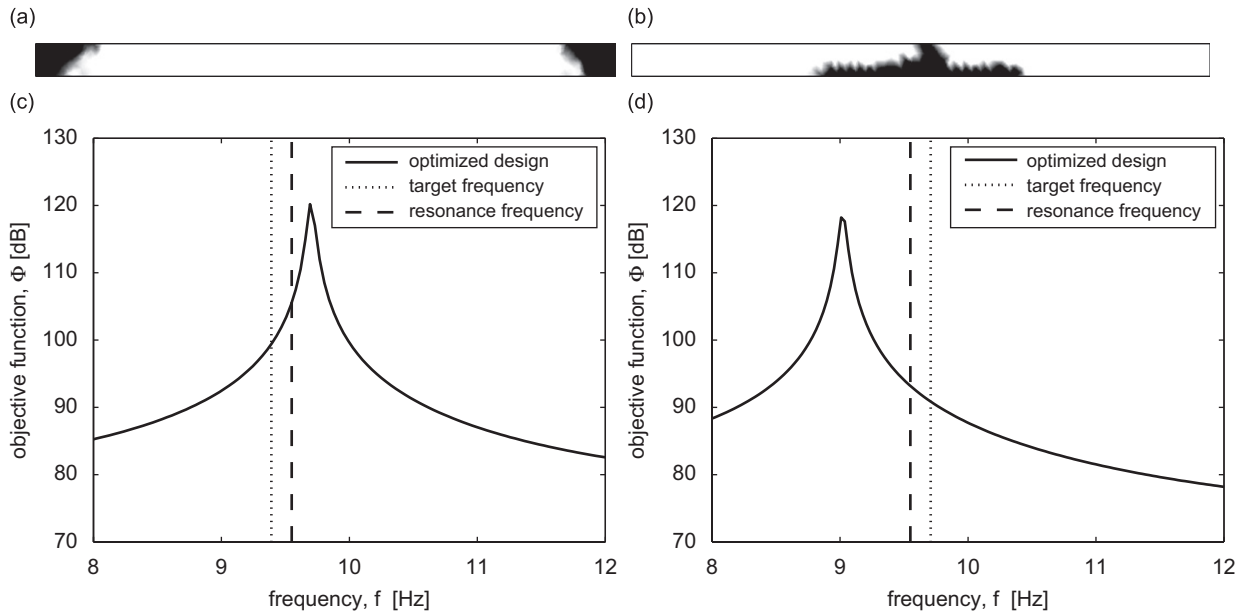 (a)
(b)
(c)
(d)
130
120
110
100
90
80
70
objective function, Φ [dB]
optimized design
target frequency
resonance frequency
8
9
10
11
12
frequency, f [Hz]
130
120
110
100
90
80
70
objective function, Φ [dB]
optimized design
target frequency
resonance frequency
8
9
10
11
12
frequency, f [Hz]